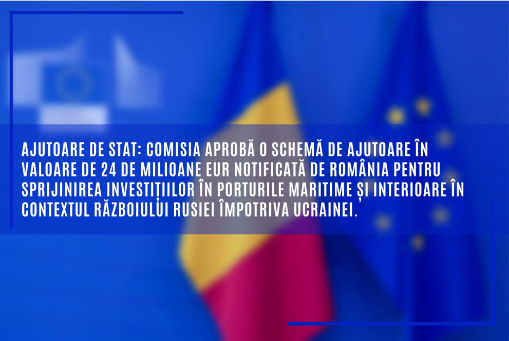 AJUTOARE DE STAT: COMISIA APROBĂ O SCHEMĂ DE AJUTOARE ÎN
VALOARE DE 24 DE MILIOANE EUR NOTIFICATĂ DE ROMÂNIA PENTRU
SPRIJINIREA INVESTIȚIILOR ÎN PORTURILE MARITIME ȘI INTERIOARE ÎN
CONTEXTUL RĂZBOIULUI RUSIEI ÎMPOTRIVA UCRAINEI.